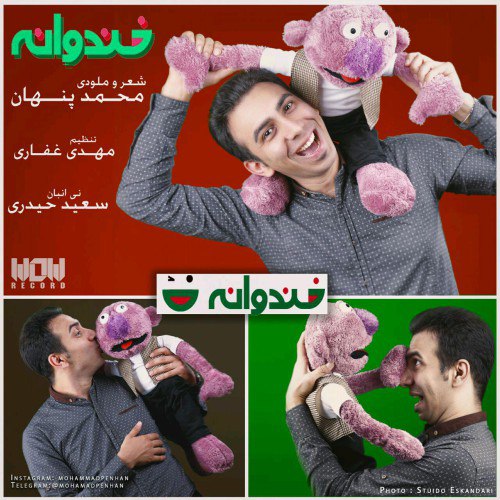 خندوانه
شعر و ملودی
محمد پنهان
تنظیم
مهدی غفاری
نی انبان
سعید حیدری
WOW
RECORD
خندوانه
Instagram: mohammadpenhan
Telegram:@mohamadpenhan
Photo : Stuido Eskandari